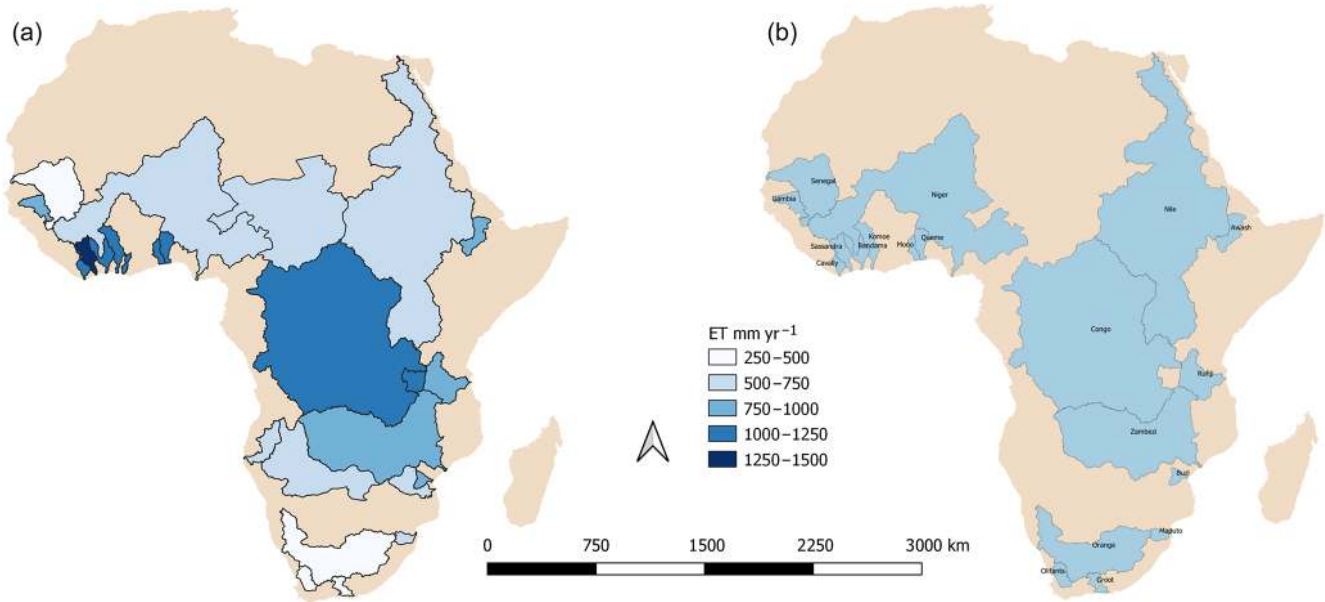 (a)
ET mm yr⁻¹
250–500
500–750
750–1000
1000–1250
1250–1500
0 750 1500 2250 3000 km
(b)
Senegal
Gambia
Niger
Nile
Awash
Komoe
Sassandra
Bandama
Mono
Oueme
Cavally
Congo
Rufiji
Zambezi
Buzi
Maputo
Orange
Olifants
Groot